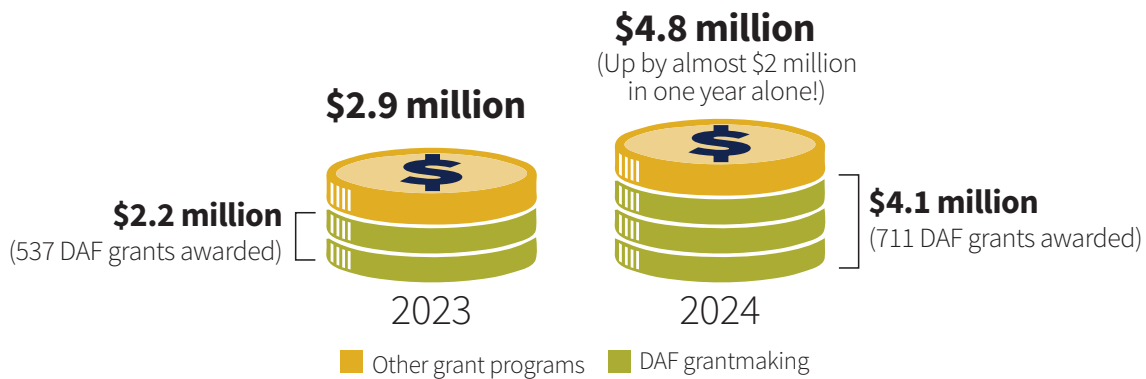 $4.8 million
(Up by almost $2 million
in one year alone!)
$2.9 million
$
$
$2.2 million
(537 DAF grants awarded)
$4.1 million
(711 DAF grants awarded)
2023
2024
Other grant programs
DAF grantmaking